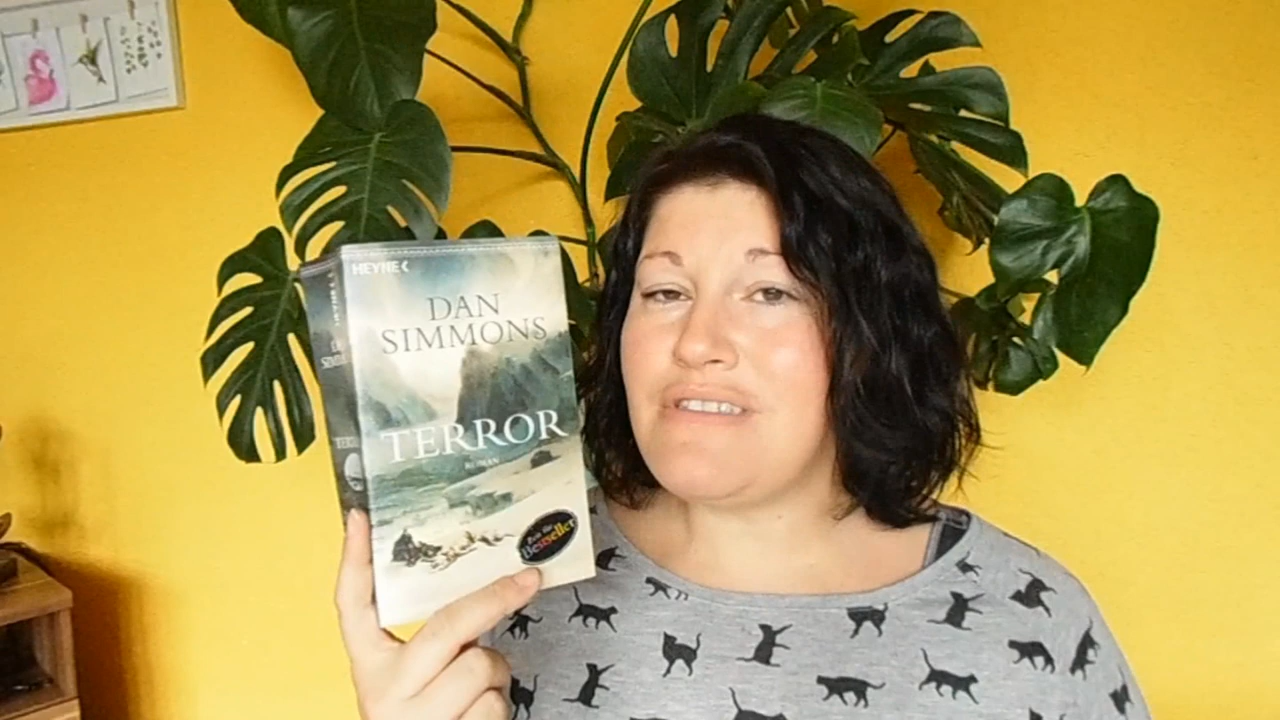 HEYNE<
DAN
SIMMONS
TERROR
ROMAN
Bestseller